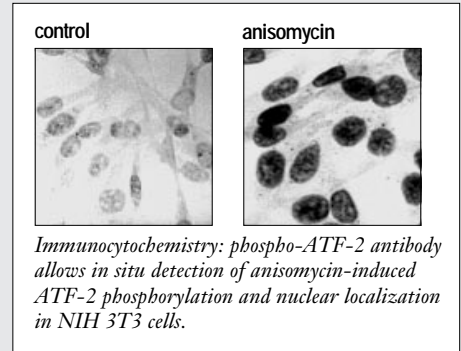 control
anisomycin
Immunocytochemistry: phospho-ATF-2 antibody
allows in situ detection of anisomycin-induced
ATF-2 phosphorylation and nuclear localization
in NIH 3T3 cells.